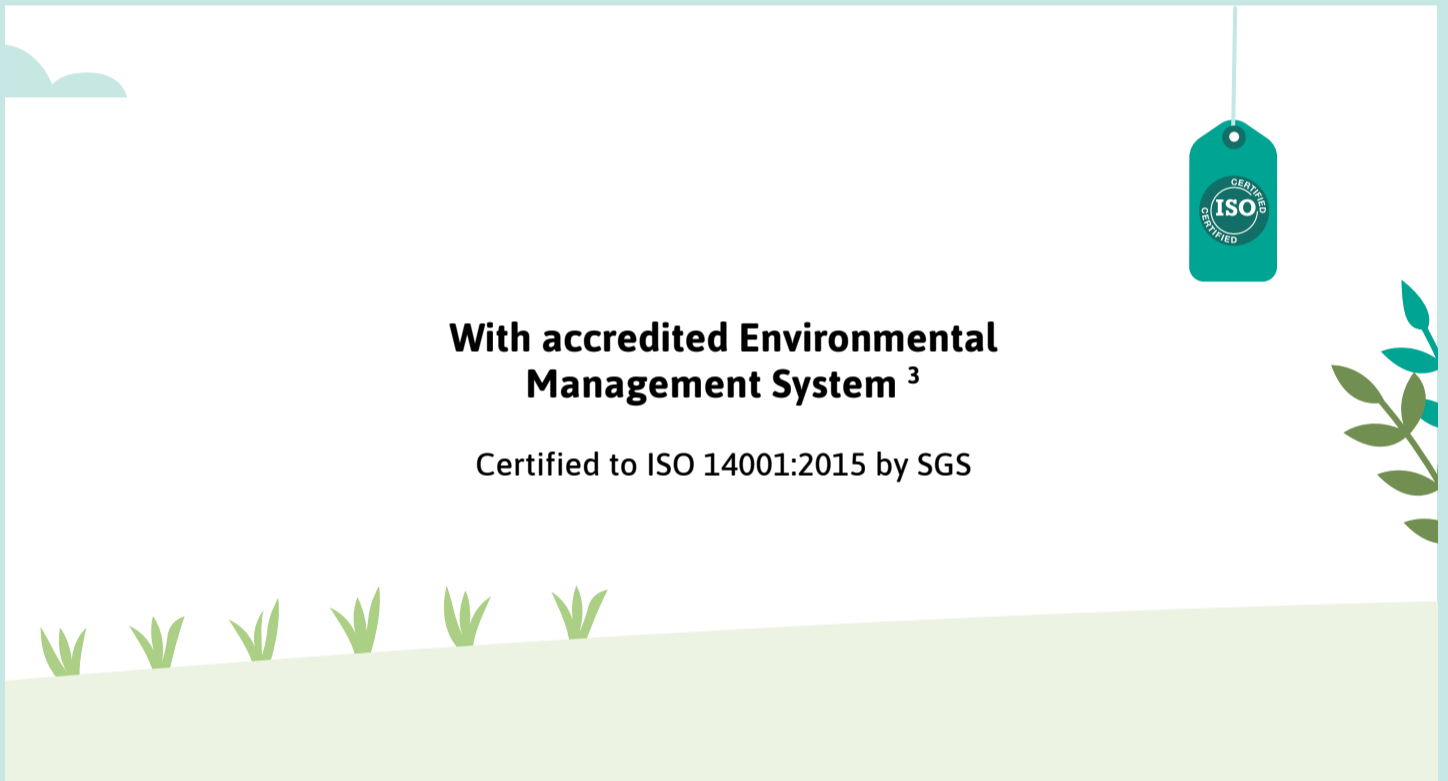 CERTIFIED
ISO
CERTIFIED
With accredited Environmental
Management System ³
Certified to ISO 14001:2015 by SGS